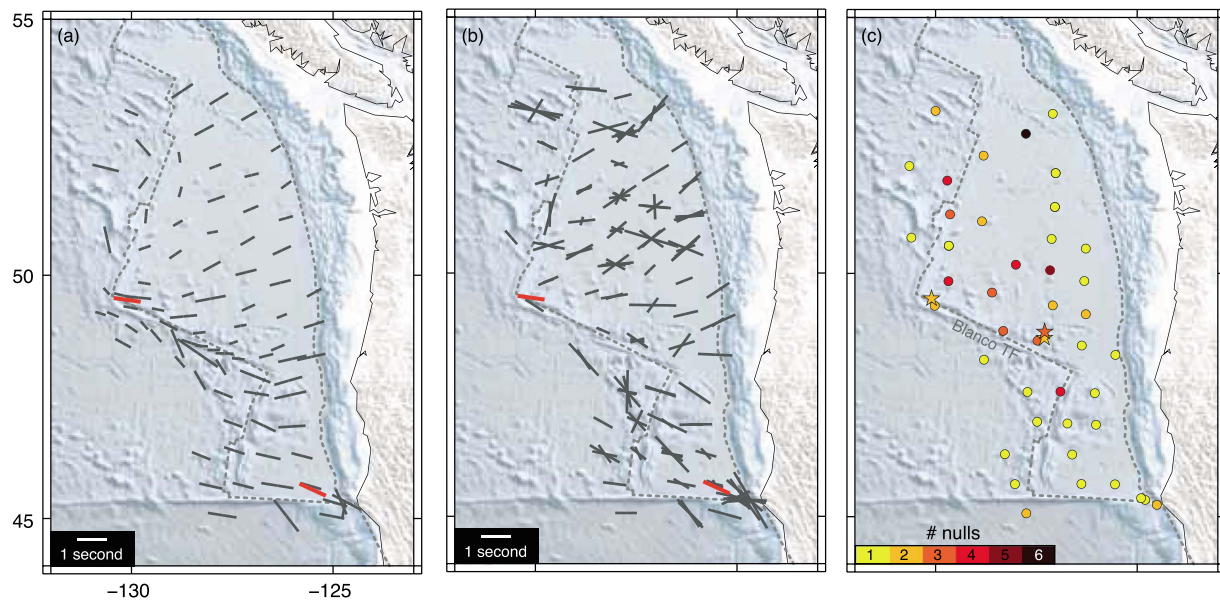 55
(a)
(b)
(c)
50
Blanco TF
45
1 second
1 second
# nulls
1 2 3 4 5 6
−130
−125